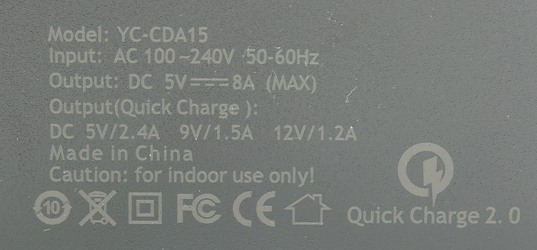 Model: YC-CDA15
Input: AC 100~240V 50-60Hz
Output: DC 5V⎓8A (MAX)
Output(Quick Charge ):
DC 5V/2.4A 9V/1.5A 12V/1.2A
Made in China
Caution: for indoor use only!
10 FC CE
Quick Charge 2. 0